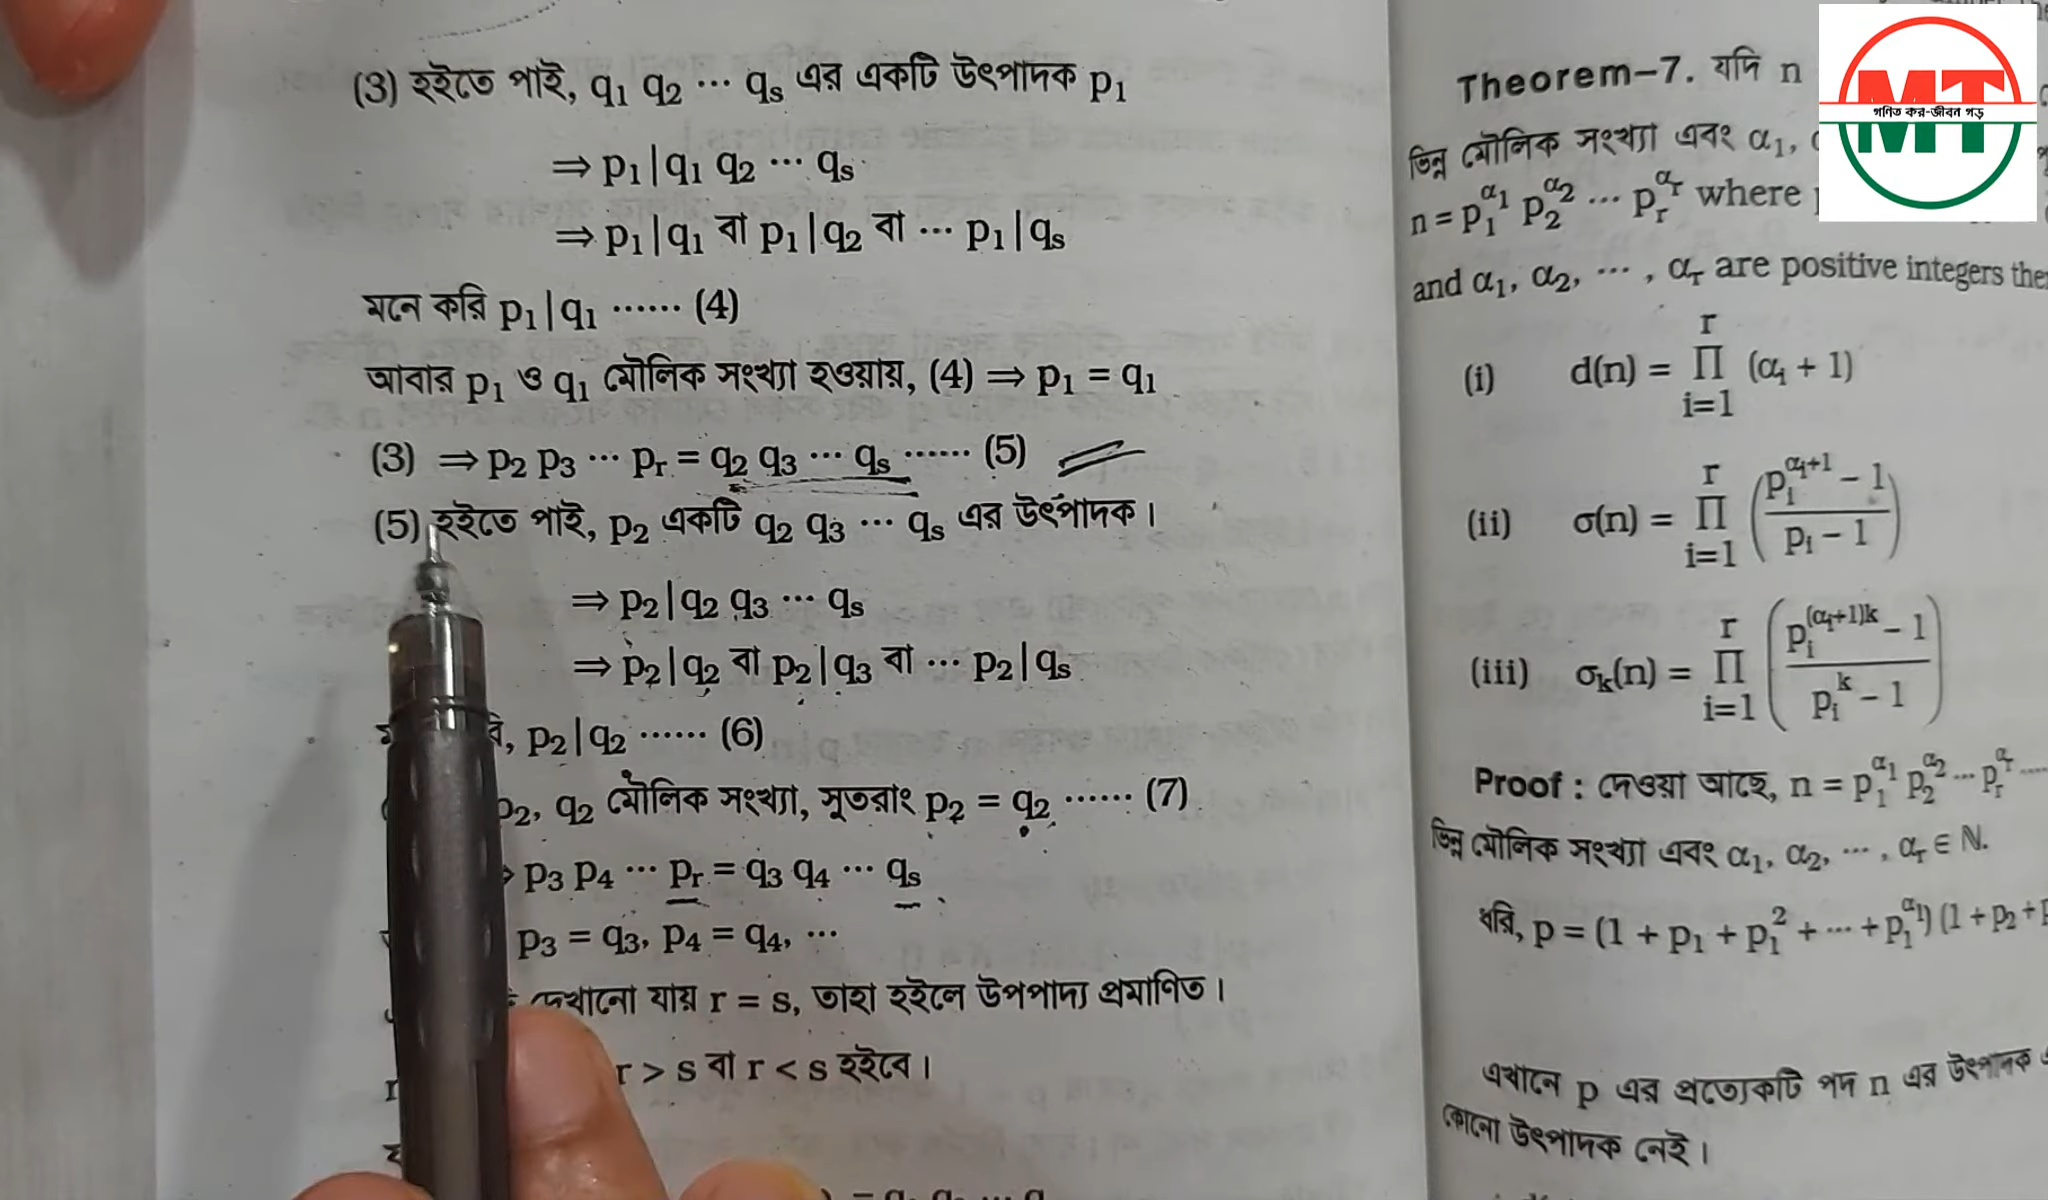 (3) হইতে পাই, q₁ q₂ ⋯ qₛ এর একটি উৎপাদক p₁
⇒ p₁ | q₁ q₂ ⋯ qₛ
⇒ p₁ | q₁ বা p₁ | q₂ বা ⋯ p₁ | qₛ
মনে করি p₁ | q₁ ⋯⋯ (4)
আবার p₁ ও q₁ মৌলিক সংখ্যা হওয়ায়, (4) ⇒ p₁ = q₁
(3) ⇒ p₂ p₃ ⋯ pᵣ = q₂ q₃ ⋯ qₛ ⋯⋯ (5)
(5) হইতে পাই, p₂ একটি q₂ q₃ ⋯ qₛ এর উৎপাদক।
⇒ p₂ | q₂ q₃ ⋯ qₛ
⇒ p₂ | q₂ বা p₂ | q₃ বা ⋯ p₂ | qₛ
p₂ | q₂ ⋯⋯ (6)
p₂, q₂ মৌলিক সংখ্যা, সুতরাং p₂ = q₂ ⋯⋯ (7)
p₃ p₄ ⋯ pᵣ = q₃ q₄ ⋯ qₛ
p₃ = q₃, p₄ = q₄, ⋯
দেখানো যায় r = s, তাহা হইলে উপপাদ্য প্রমাণিত।
r > s বা r < s হইবে।
Theorem–7. যদি n
ভিন্ন মৌলিক সংখ্যা এবং α₁,
n = p₁^α₁ p₂^α₂ ⋯ pᵣ^αᵣ where
and α₁, α₂, ⋯ , αᵣ are positive integers
(i) d(n) = ∏_{i=1}^{r} (αᵢ + 1)
(ii) σ(n) = ∏_{i=1}^{r} ((pᵢ^(αᵢ+1) − 1)/(pᵢ − 1))
(iii) σₖ(n) = ∏_{i=1}^{r} ((pᵢ^((αᵢ+1)k) − 1)/(pᵢ^k − 1))
Proof : দেওয়া আছে, n = p₁^α₁ p₂^α₂ ⋯ pᵣ^αᵣ ⋯
ভিন্ন মৌলিক সংখ্যা এবং α₁, α₂, ⋯ , αᵣ ∈ ℕ.
ধরি, p = (1 + p₁ + p₁² + ⋯ + p₁^α₁) (1 + p₂ +
এখানে p এর প্রত্যেকটি পদ n এর উৎপাদক
কোনো উৎপাদক নেই।
MT
গণিত কর-জীবন গড়